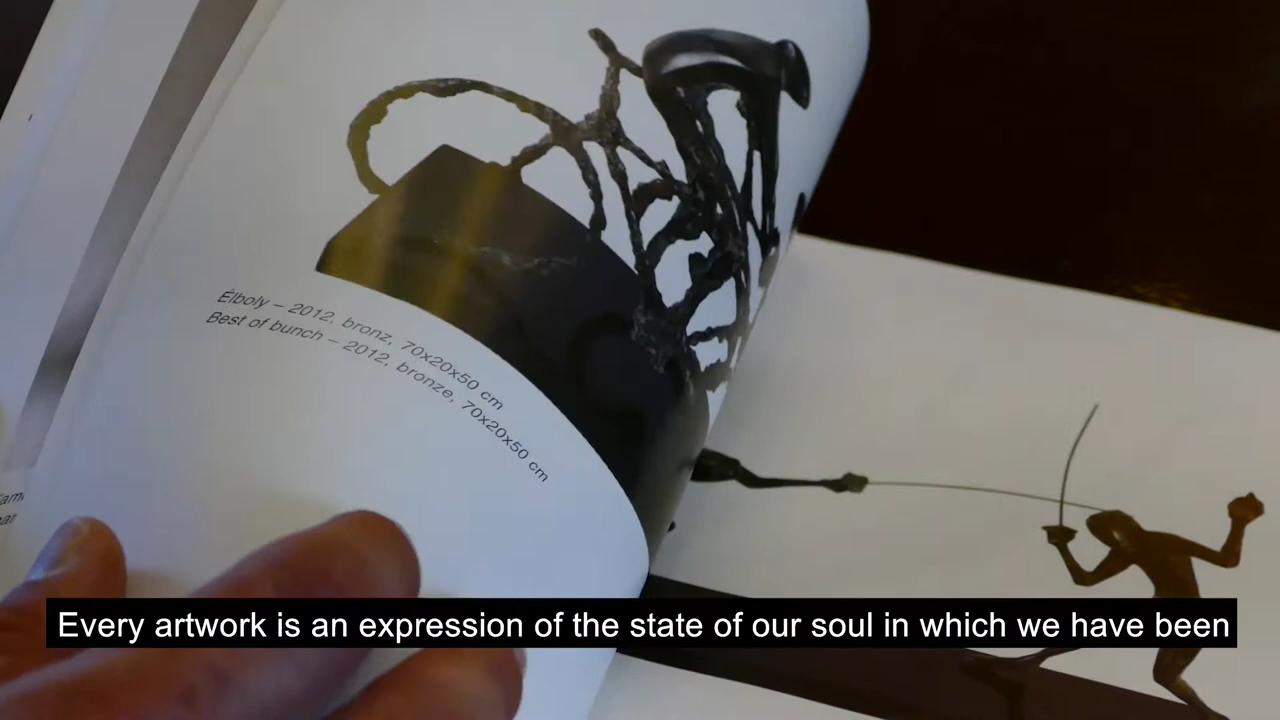 Élboly – 2012, bronz, 70x20x50 cm
Best of bunch – 2012, bronze, 70x20x50 cm
Every artwork is an expression of the state of our soul in which we have been